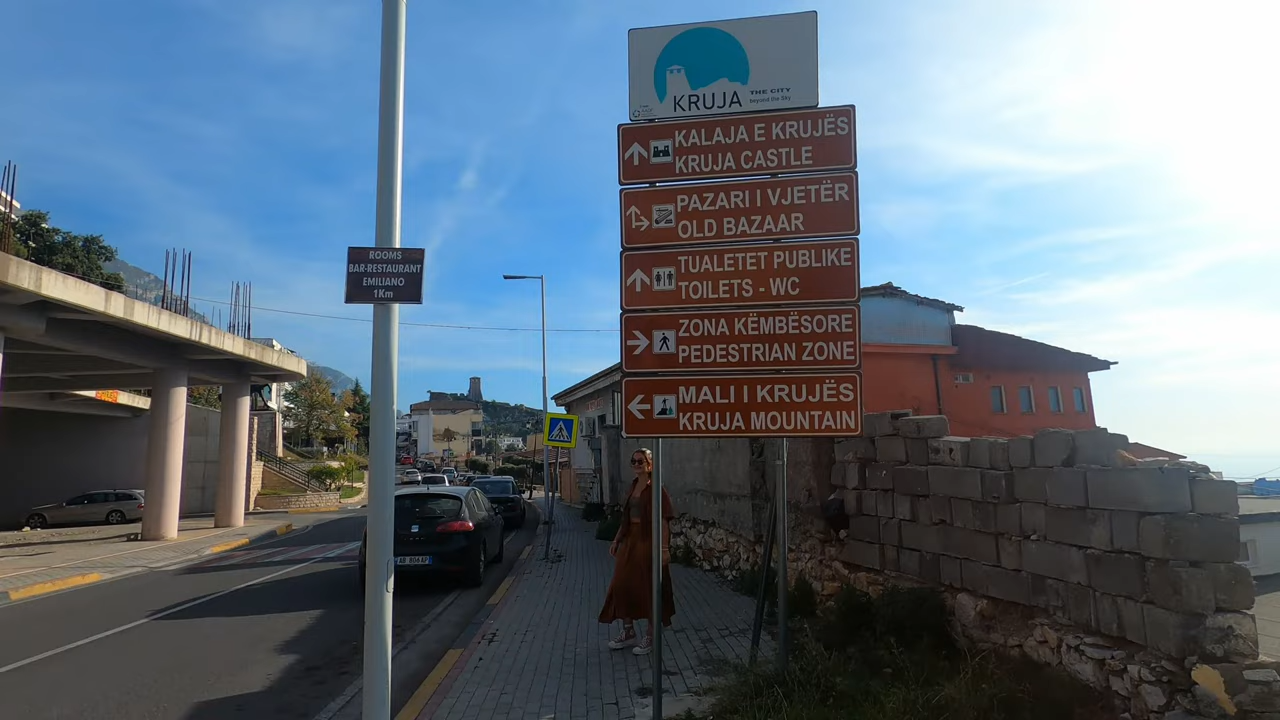 KRUJA
THE CITY
beyond the Sky
KALAJA E KRUJËS
KRUJA CASTLE
PAZARI I VJETËR
OLD BAZAAR
TUALETET PUBLIKE
TOILETS - WC
ZONA KËMBËSORE
PEDESTRIAN ZONE
MALI I KRUJËS
KRUJA MOUNTAIN
ROOMS
BAR-RESTAURANT
EMILIANO
1Km